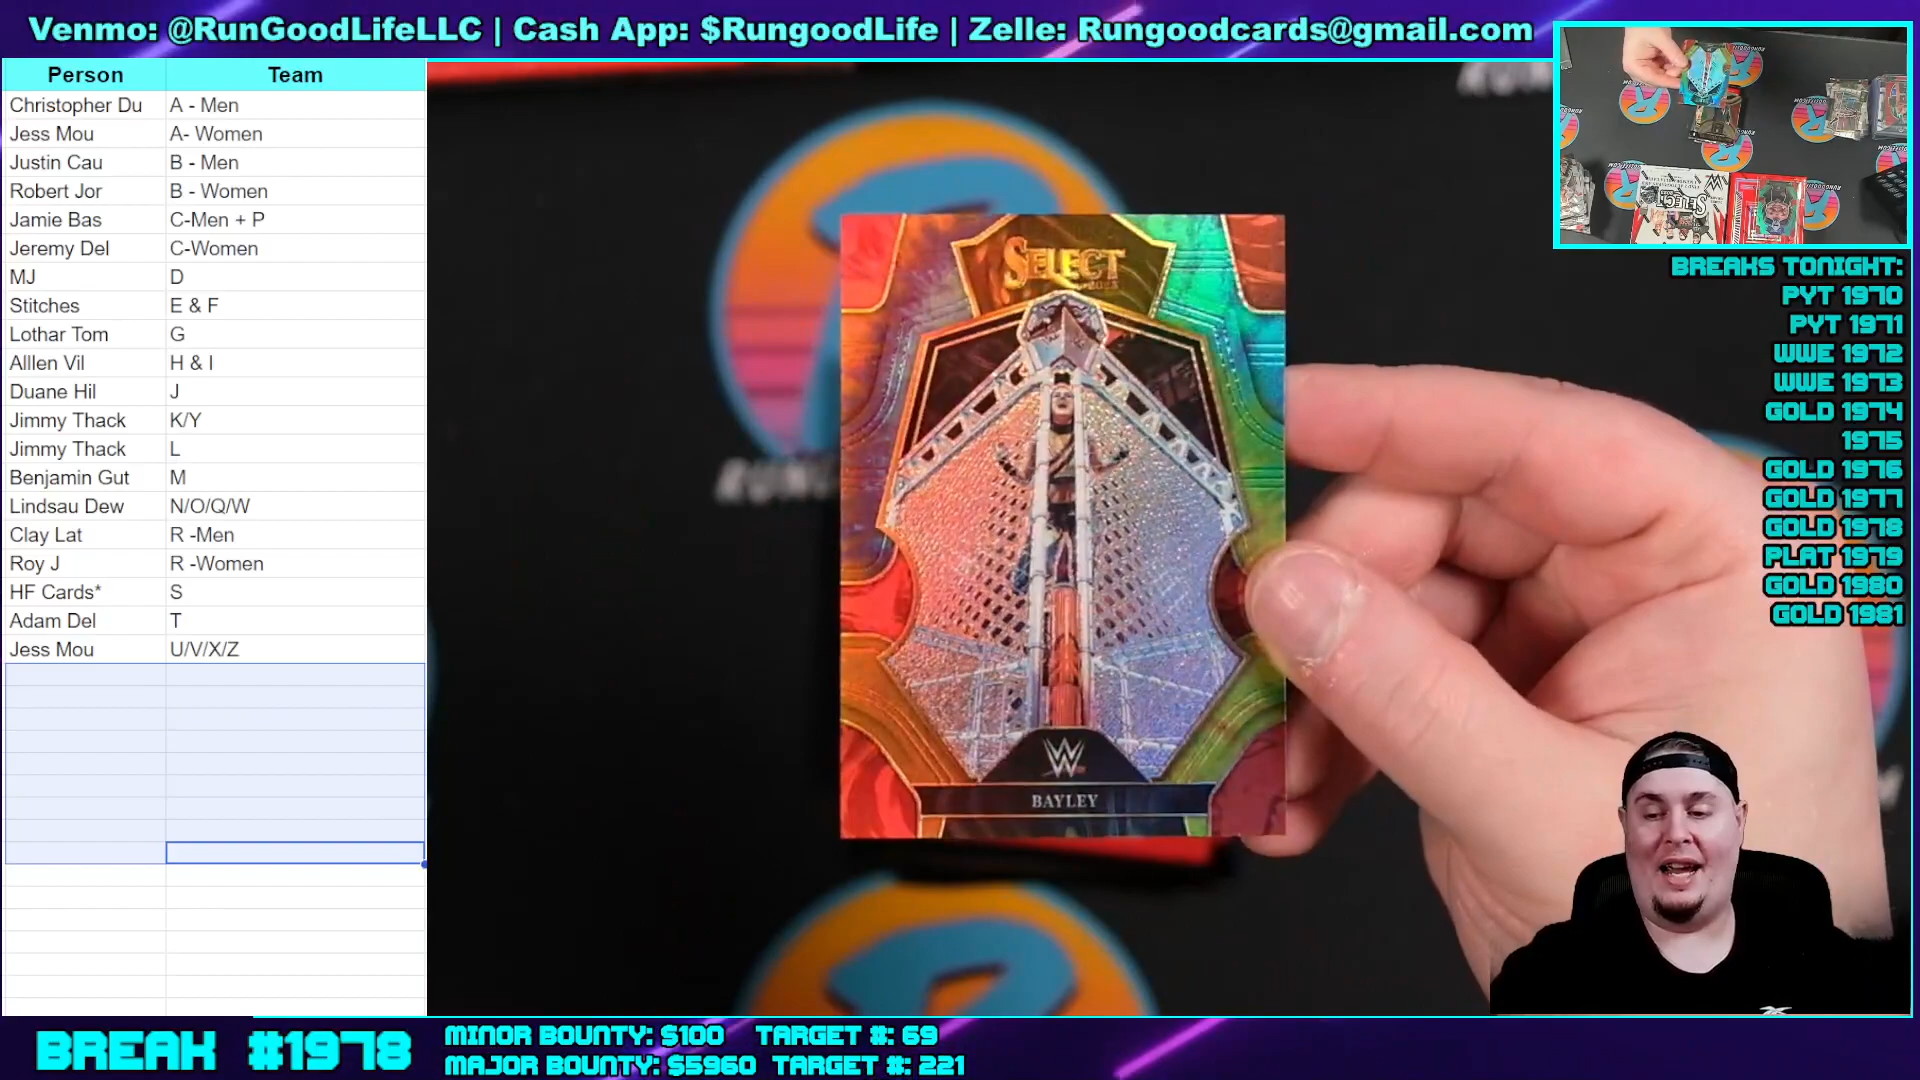 Venmo: @RunGoodLifeLLC | Cash App: $RungoodLife | Zelle: Rungoodcards@gmail.com
Person Team
Christopher Du A - Men
Jess Mou A- Women
Justin Cau B - Men
Robert Jor B - Women
Jamie Bas C-Men + P
Jeremy Del C-Women
MJ D
Stitches E & F
Lothar Tom G
Alllen Vil H & I
Duane Hil J
Jimmy Thack K/Y
Jimmy Thack L
Benjamin Gut M
Lindsau Dew N/O/Q/W
Clay Lat R -Men
Roy J R -Women
HF Cards* S
Adam Del T
Jess Mou U/V/X/Z
SELECT
W
BAYLEY
SELECT
BREAKS TONIGHT:
PYT 1970
PYT 1971
WWE 1972
WWE 1973
GOLD 1974
1975
GOLD 1976
GOLD 1977
GOLD 1978
PLAT 1979
GOLD 1980
GOLD 1981
BREAK #1978
MINOR BOUNTY: $100 TARGET #: 69
MAJOR BOUNTY: $5960 TARGET #: 221